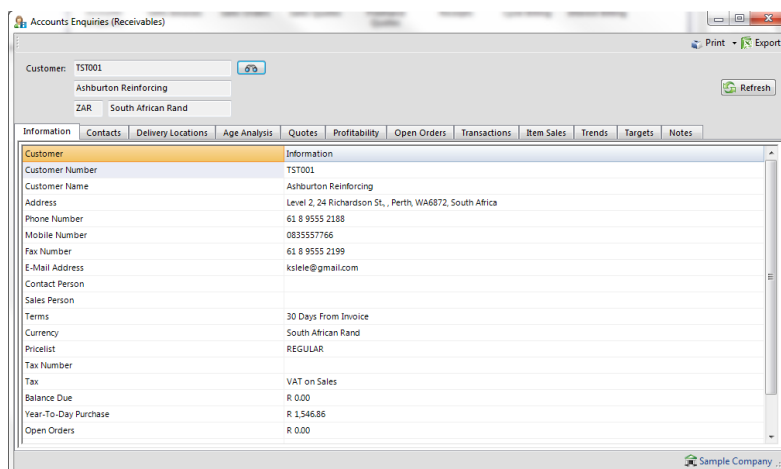 Accounts Enquiries (Receivables)
Print Export
Customer: TST001
Ashburton Reinforcing
Refresh
ZAR South African Rand
Information Contacts Delivery Locations Age Analysis Quotes Profitability Open Orders Transactions Item Sales Trends Targets Notes
Customer Information
Customer Number TST001
Customer Name Ashburton Reinforcing
Address Level 2, 24 Richardson St., , Perth, WA6872, South Africa
Phone Number 61 8 9555 2188
Mobile Number 0835557766
Fax Number 61 8 9555 2199
E-Mail Address kslele@gmail.com
Contact Person
Sales Person
Terms 30 Days From Invoice
Currency South African Rand
Pricelist REGULAR
Tax Number
Tax VAT on Sales
Balance Due R 0.00
Year-To-Day Purchase R 1,546.86
Open Orders R 0.00
Sample Company